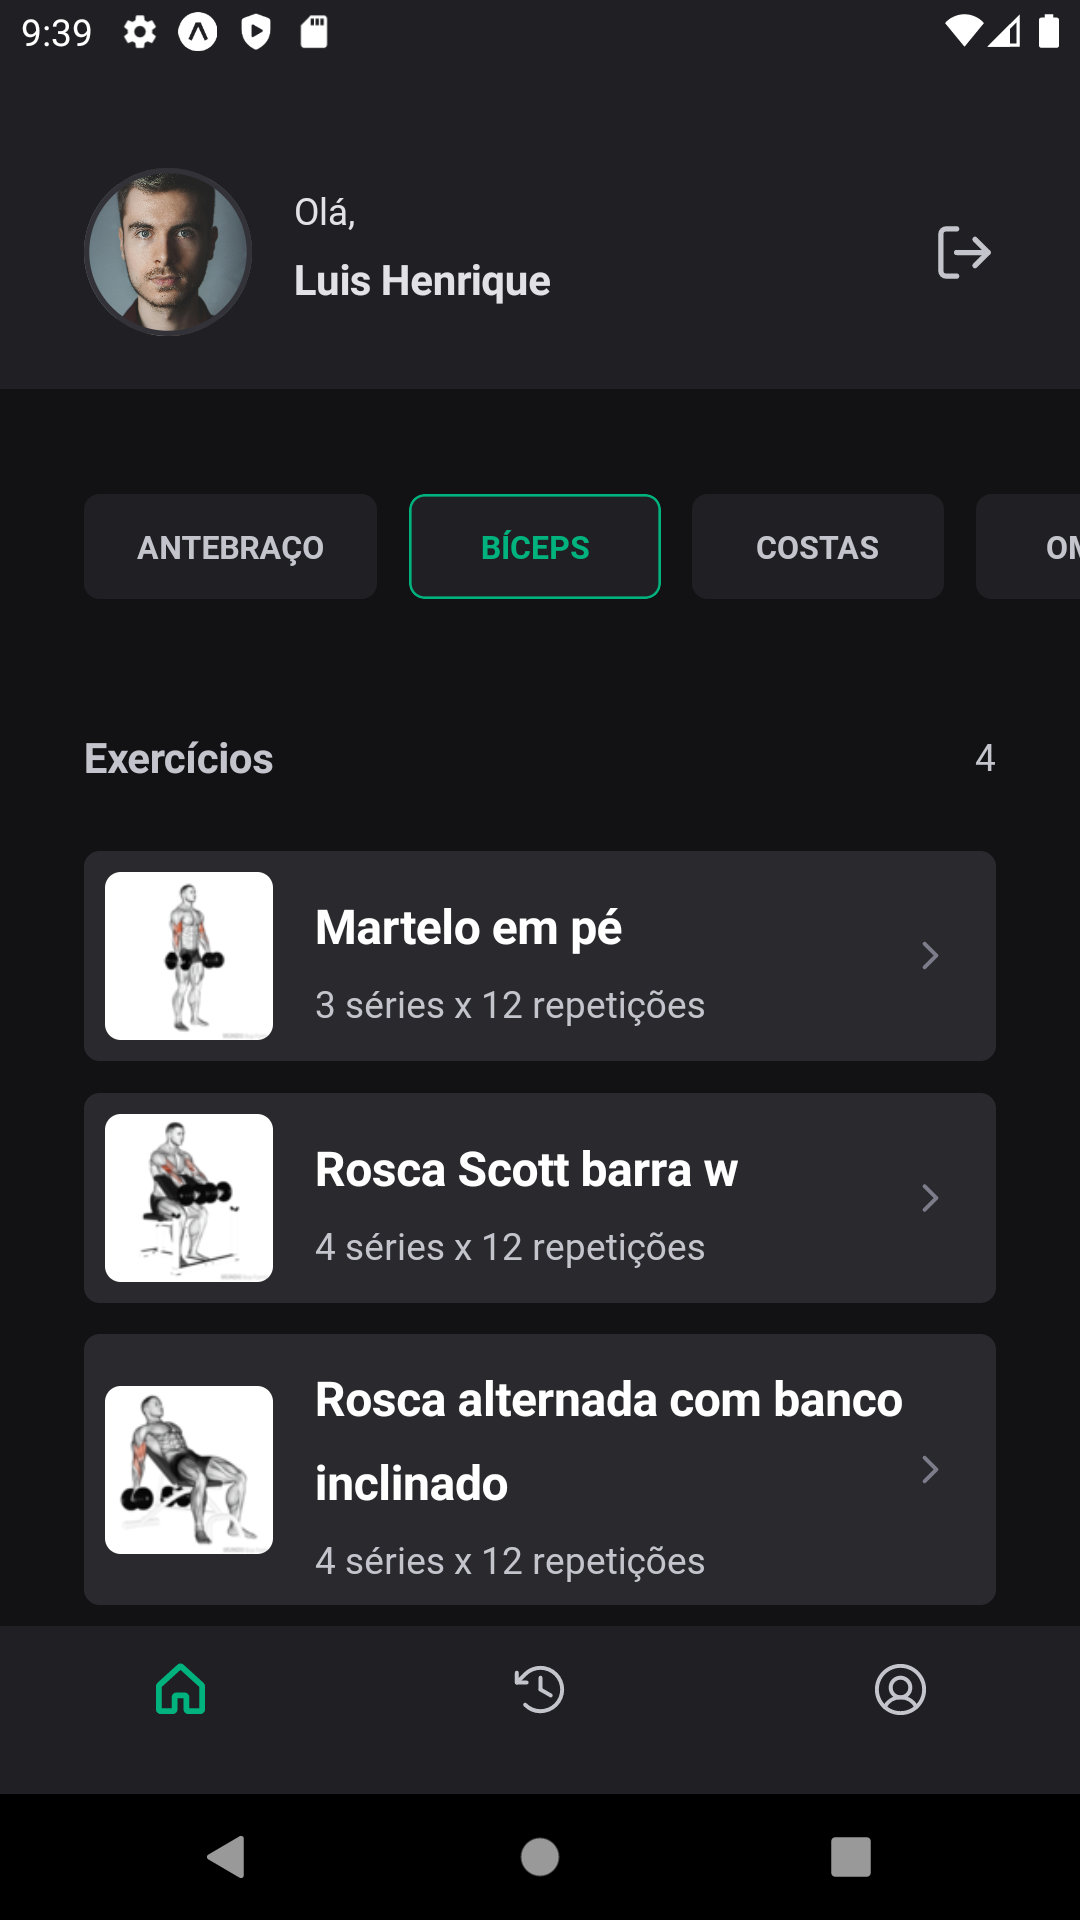 9:39
Olá,
Luis Henrique
ANTEBRAÇO
BÍCEPS
COSTAS
Exercícios
4
Martelo em pé
3 séries x 12 repetições
Rosca Scott barra w
4 séries x 12 repetições
Rosca alternada com banco
inclinado
4 séries x 12 repetições